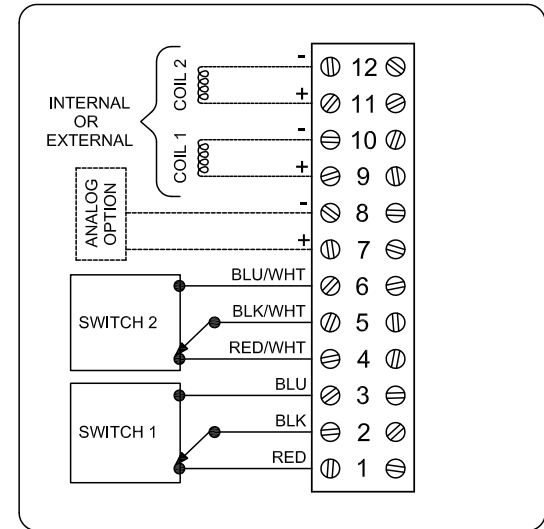 INTERNAL
OR
EXTERNAL
COIL 2
COIL 1
ANALOG
OPTION
-
+
-
+
-
+
12
11
10
9
8
7
BLU/WHT
6
BLK/WHT
5
RED/WHT
4
SWITCH 2
BLU
3
BLK
2
RED
1
SWITCH 1